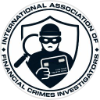 INTERNATIONAL ASSOCIATION OF
FINANCIAL CRIMES INVESTIGATORS